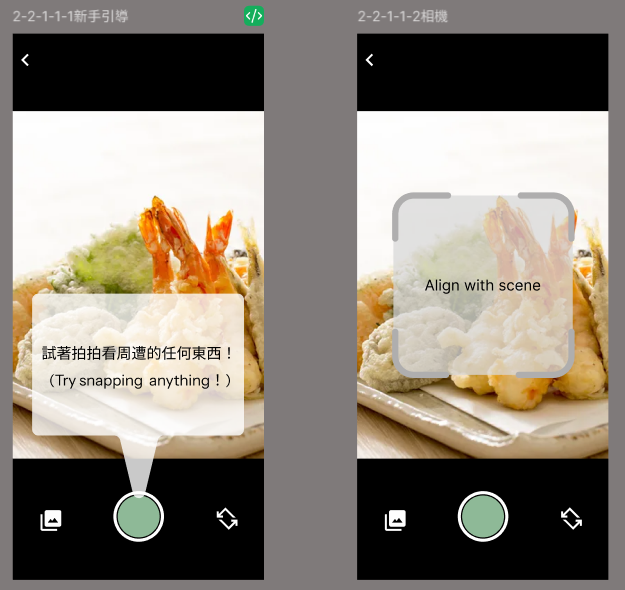 2-2-1-1-1新手引導
</>
2-2-1-1-2相機
試著拍拍看周遭的任何東西！
（Try snapping anything！）
Align with scene